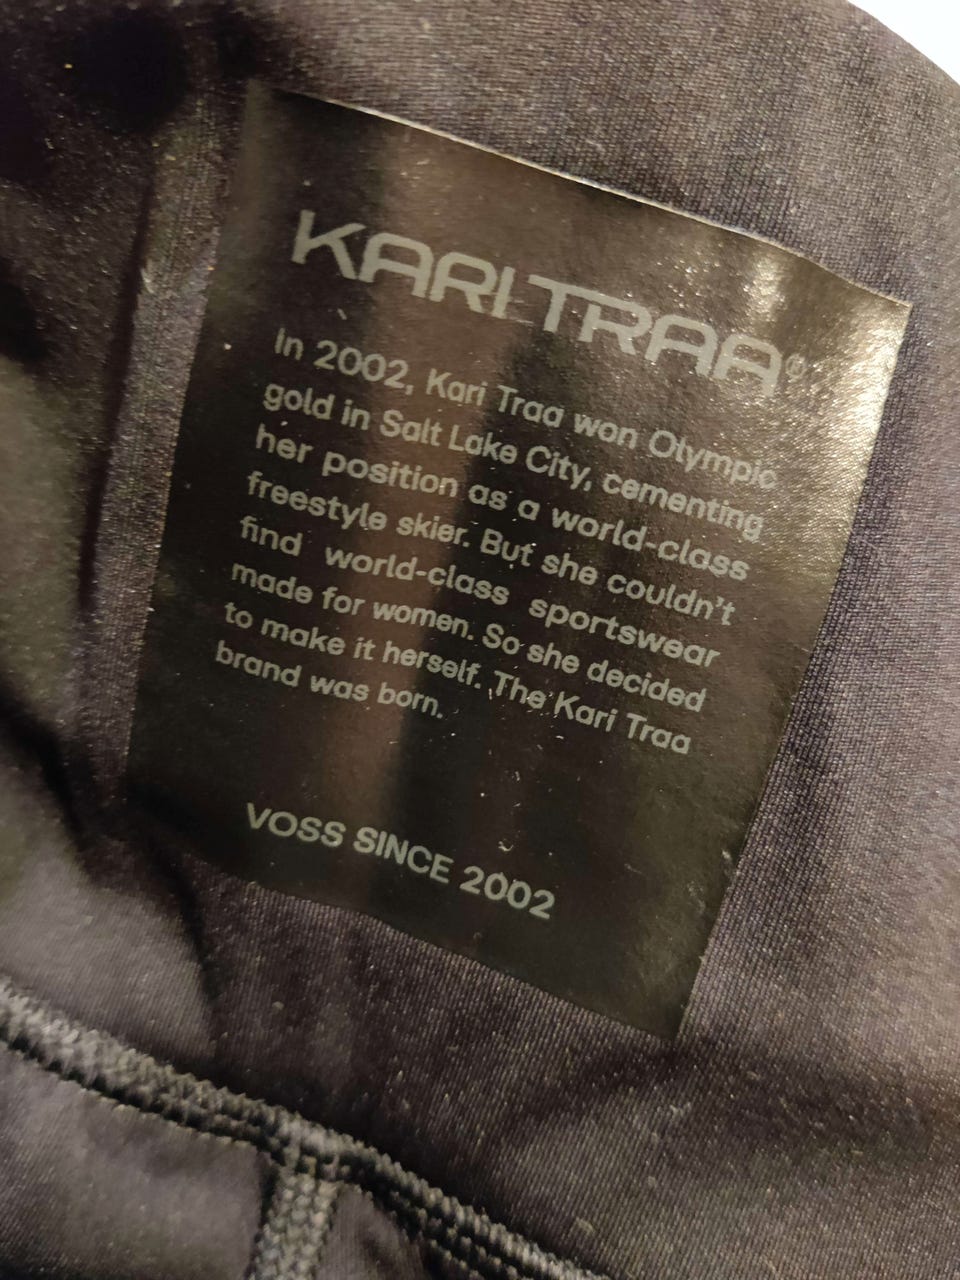 KARI TRAA®
In 2002, Kari Traa won Olympic
gold in Salt Lake City, cementing
her position as a world-class
freestyle skier. But she couldn't
find world-class sportswear
made for women. So she decided
to make it herself. The Kari Traa
brand was born.
VOSS SINCE 2002